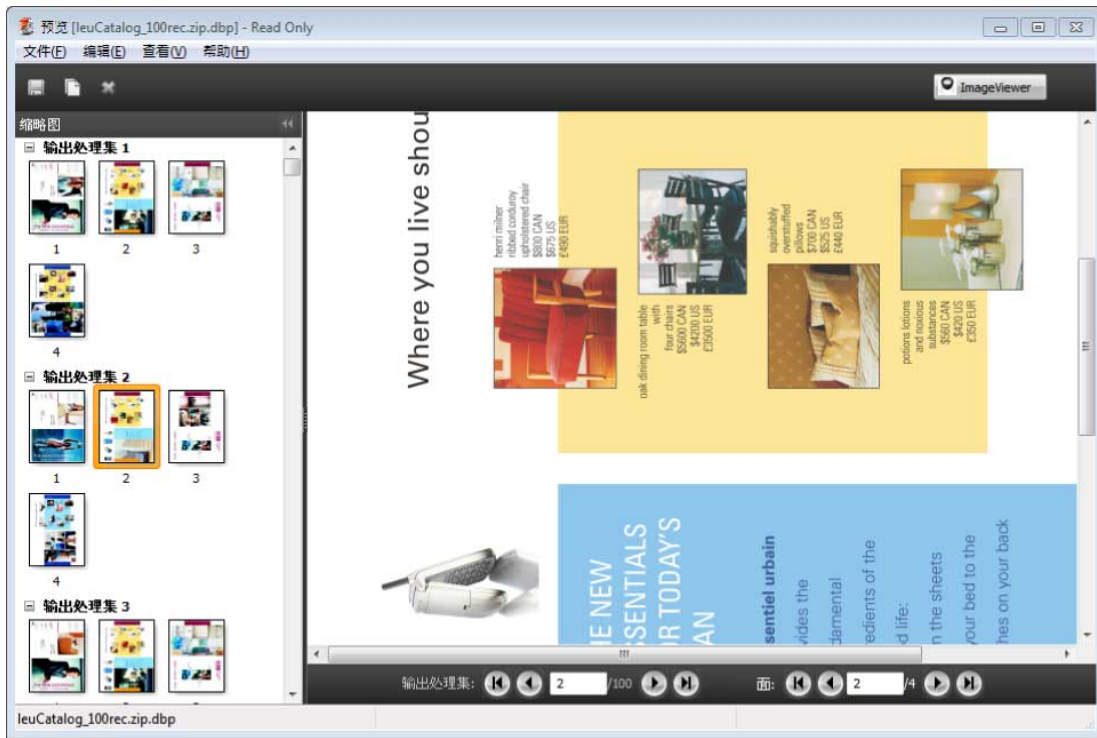 预览 [leuCatalog_100rec.zip.dbp] - Read Only
文件(F) 编辑(E) 查看(V) 帮助(H)
ImageViewer
缩略图
输出处理集 1
1 2 3
4
输出处理集 2
1 2 3
4
输出处理集 3
Where you live shou
henri milner
ribbed corduroy
upholstered chair
$800 CAN
$675 US
£490 EUR
oak dining room table
with
four chairs
$5600 CAN
$4200 US
£3500 EUR
squishably
overstuffed
pillows
$700 CAN
$525 US
£440 EUR
potions lotions
and noxious
substances
$560 CAN
$420 US
£350 EUR
HE NEW
SSENTIALS
OR TODAY'S
AN
sentiel urbain
vides the
damental
edients of the
d life:
n the sheets
your bed to the
hes on your back
输出处理集: 2 /100 面: 2 /4
leuCatalog_100rec.zip.dbp